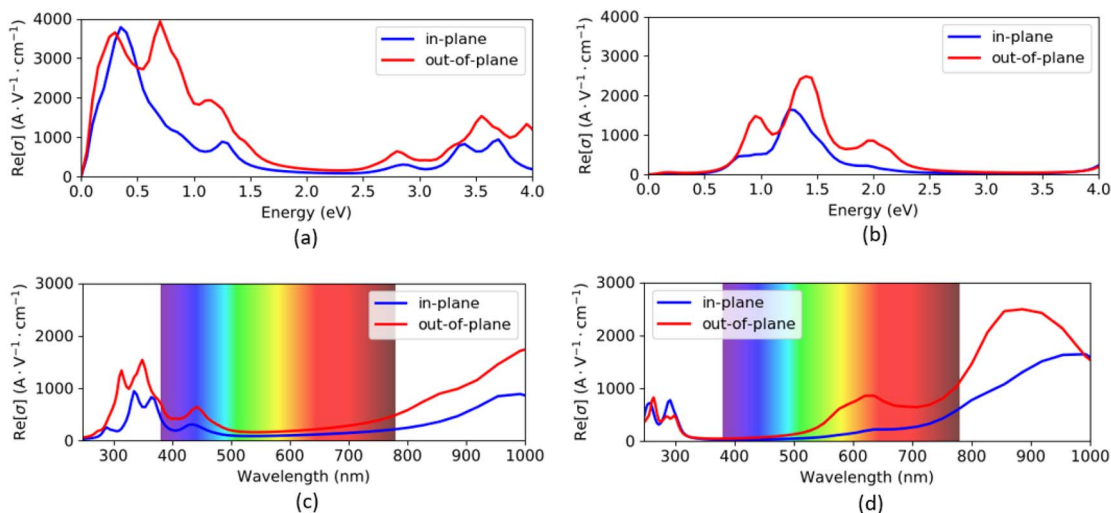 4000
3000
2000
1000
0
Re[σ] (A · V⁻¹ · cm⁻¹)
in-plane
out-of-plane
0.0 0.5 1.0 1.5 2.0 2.5 3.0 3.5 4.0
Energy (eV)
(a)
4000
3000
2000
1000
0
Re[σ] (A · V⁻¹ · cm⁻¹)
in-plane
out-of-plane
0.0 0.5 1.0 1.5 2.0 2.5 3.0 3.5 4.0
Energy (eV)
(b)
3000
2000
1000
0
Re[σ] (A · V⁻¹ · cm⁻¹)
in-plane
out-of-plane
300 400 500 600 700 800 900 1000
Wavelength (nm)
(c)
3000
2000
1000
0
Re[σ] (A · V⁻¹ · cm⁻¹)
in-plane
out-of-plane
300 400 500 600 700 800 900 1000
Wavelength (nm)
(d)